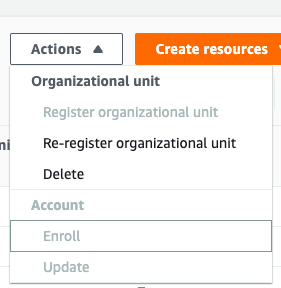 Actions
Create resources
Organizational unit
Register organizational unit
Re-register organizational unit
Delete
Account
Enroll
Update